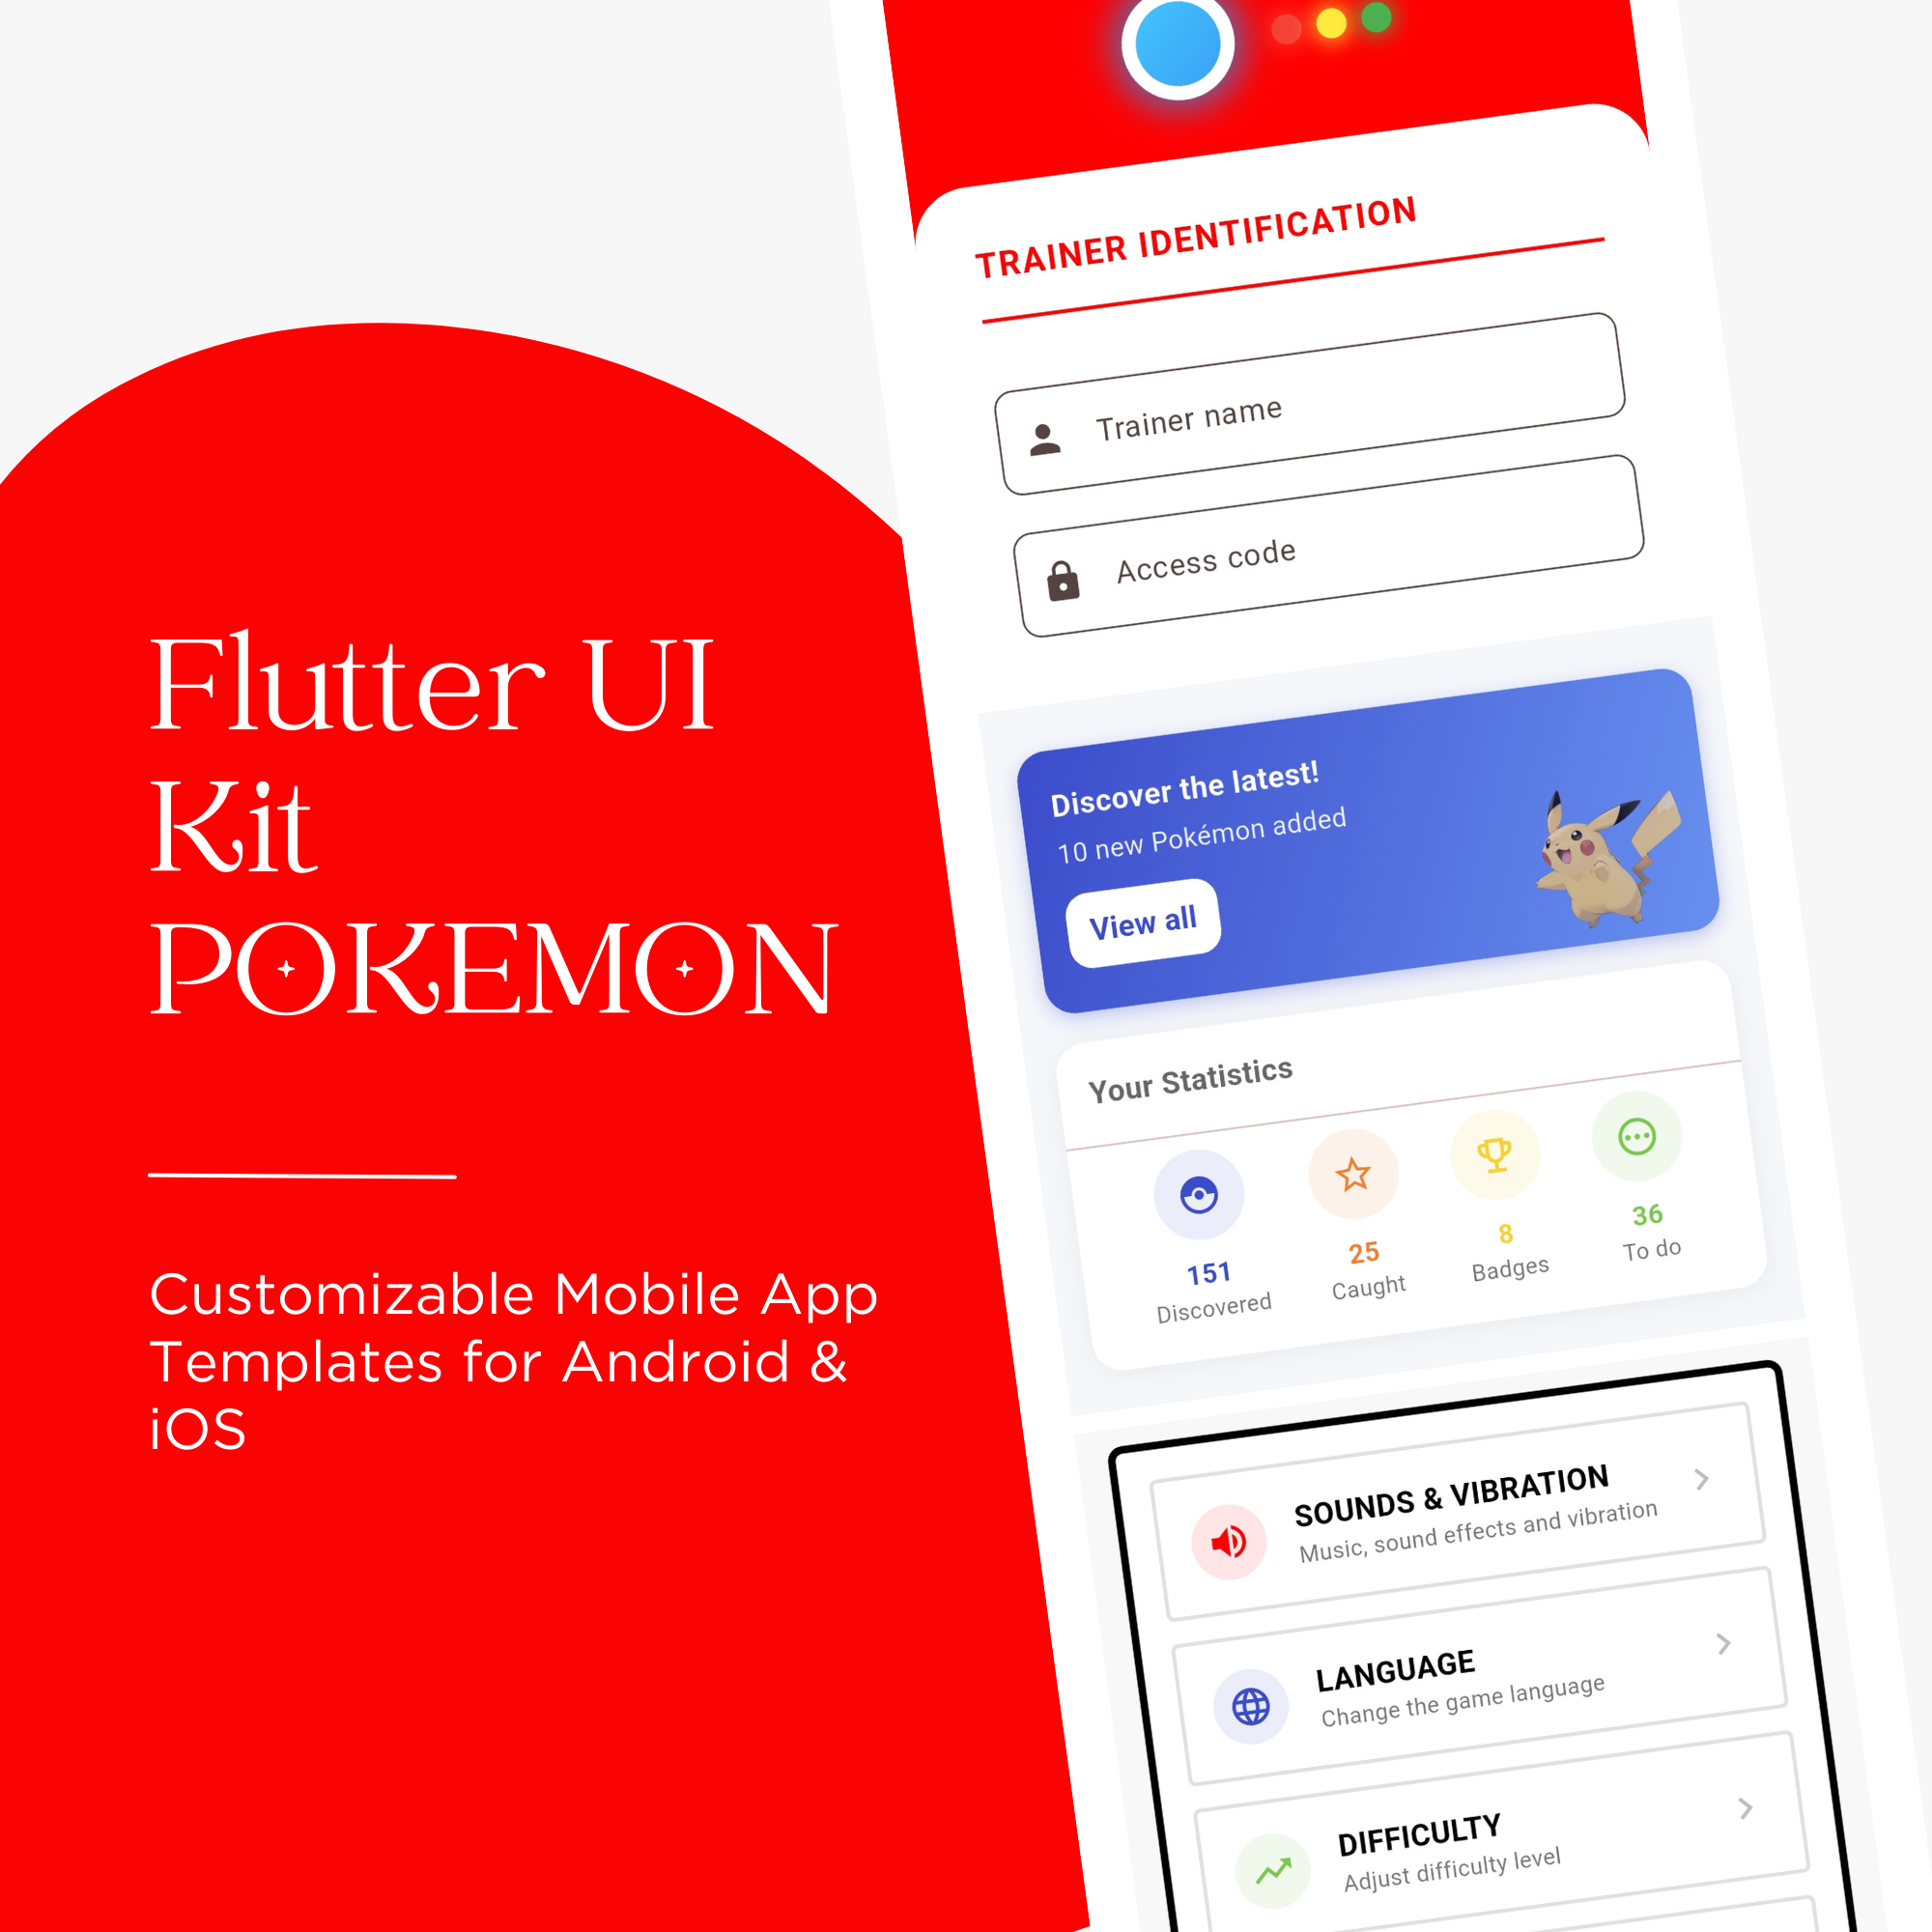 Flutter UI
Kit
POKEMON
Customizable Mobile App
Templates for Android &
iOS
TRAINER IDENTIFICATION
Trainer name
Access code
Discover the latest!
10 new Pokémon added
View all
Your Statistics
151
Discovered
25
Caught
8
Badges
36
To do
SOUNDS & VIBRATION
Music, sound effects and vibration
LANGUAGE
Change the game language
DIFFICULTY
Adjust difficulty level